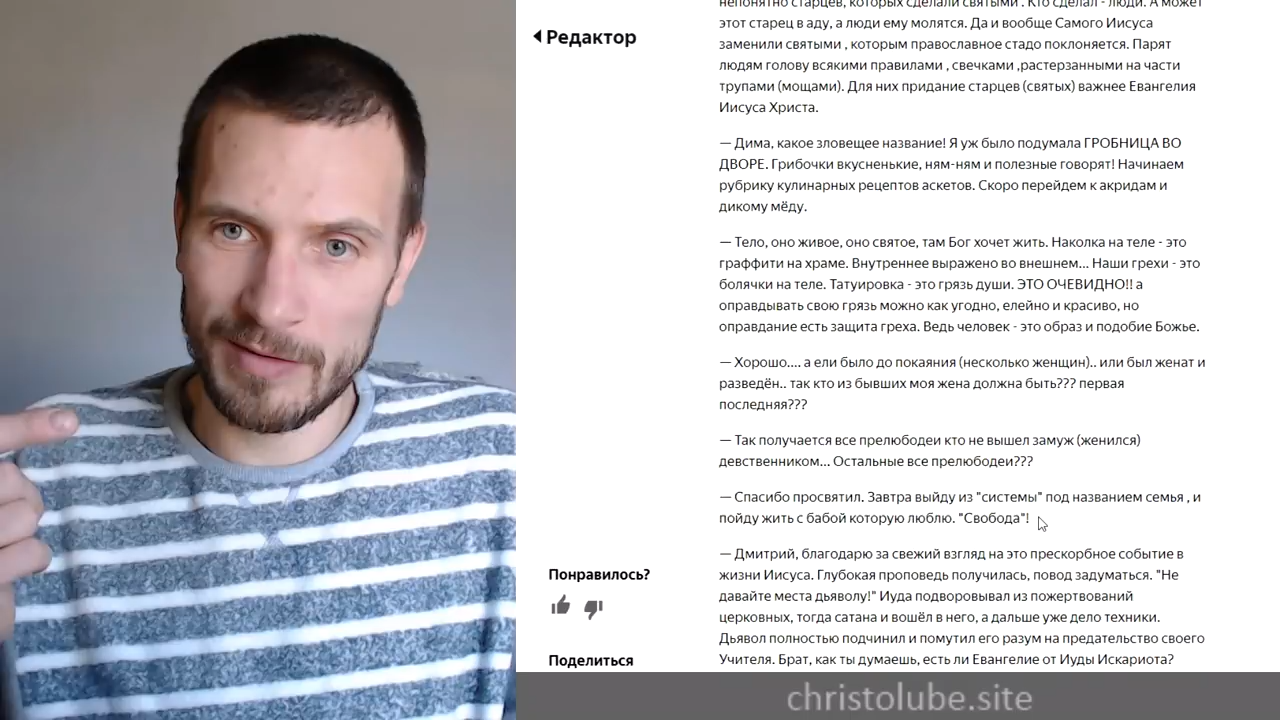 непонятно старцев, которых сделали святыми . Кто сделал - люди. А может
этот старец в аду, а люди ему молятся. Да и вообще Самого Иисуса
заменили святыми , которым православное стадо поклоняется. Парят
людям голову всякими правилами , свечками ,растерзанными на части
трупами (мощами). Для них придание старцев (святых) важнее Евангелия
Иисуса Христа.
— Дима, какое зловещее название! Я уж было подумала ГРОБНИЦА ВО
ДВОРЕ. Грибочки вкусненькие, ням-ням и полезные говорят! Начинаем
рубрику кулинарных рецептов аскетов. Скоро перейдем к акридам и
дикому мёду.
— Тело, оно живое, оно святое, там Бог хочет жить. Наколка на теле - это
граффити на храме. Внутреннее выражено во внешнем... Наши грехи - это
болячки на теле. Татуировка - это грязь души. ЭТО ОЧЕВИДНО!! а
оправдывать свою грязь можно как угодно, елейно и красиво, но
оправдание есть защита греха. Ведь человек - это образ и подобие Божье.
— Хорошо.... а ели было до покаяния (несколько женщин).. или был женат и
разведён.. так кто из бывших моя жена должна быть??? первая
последняя???
— Так получается все прелюбодеи кто не вышел замуж (женился)
девственником... Остальные все прелюбодеи???
— Спасибо просвятил. Завтра выйду из "системы" под названием семья , и
пойду жить с бабой которую люблю. "Свобода"!
— Дмитрий, благодарю за свежий взгляд на это прескорбное событие в
жизни Иисуса. Глубокая проповедь получилась, повод задуматься. "Не
давайте места дьяволу!" Иуда подворовывал из пожертвований
церковных, тогда сатана и вошёл в него, а дальше уже дело техники.
Дьявол полностью подчинил и помутил его разум на предательство своего
Учителя. Брат, как ты думаешь, есть ли Евангелие от Иуды Искариота?
Редактор
Понравилось?
Поделиться
christolube.site